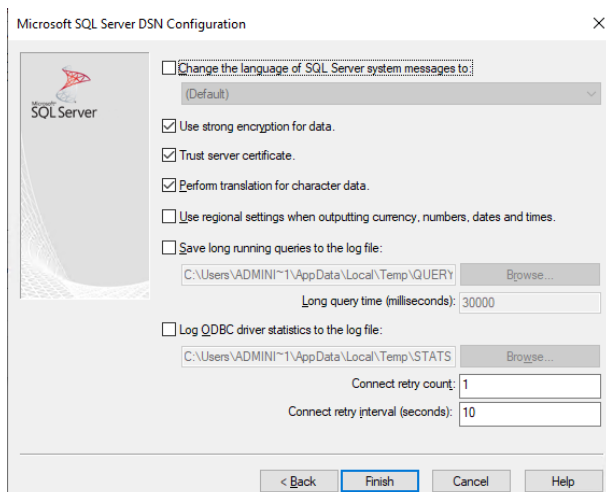 Microsoft SQL Server DSN Configuration
Change the language of SQL Server system messages to:
(Default)
Microsoft
SQL Server
Use strong encryption for data.
Trust server certificate.
Perform translation for character data.
Use regional settings when outputting currency, numbers, dates and times.
Save long running queries to the log file:
C:\Users\ADMINI~1\AppData\Local\Temp\QUERY Browse...
Long query time (milliseconds): 30000
Log ODBC driver statistics to the log file:
C:\Users\ADMINI~1\AppData\Local\Temp\STATS Browse...
Connect retry count: 1
Connect retry interval (seconds): 10
< Back Finish Cancel Help